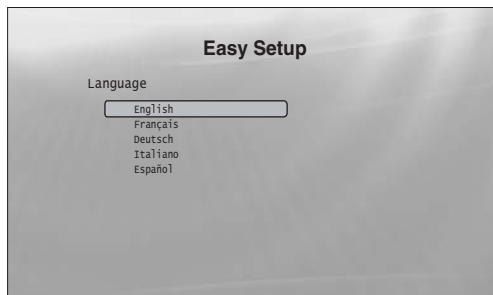 Easy Setup
Language
English
Français
Deutsch
Italiano
Español